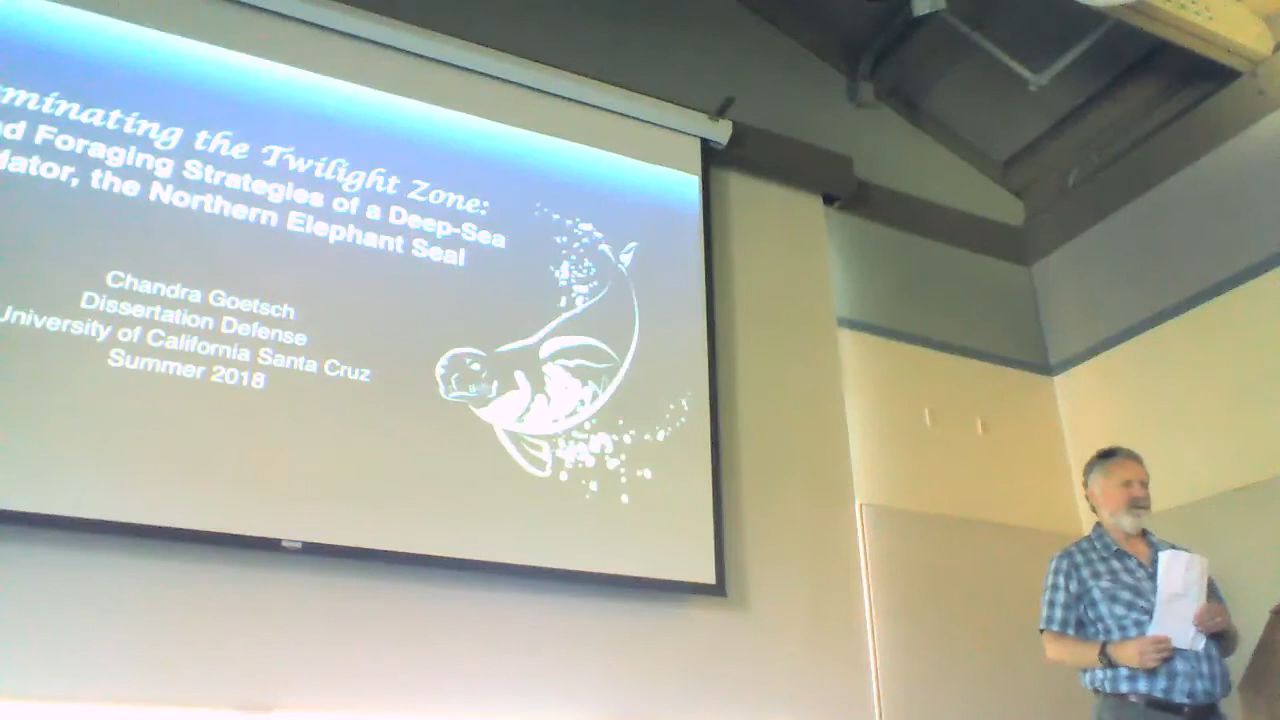 minating the Twilight Zone:
d Foraging Strategies of a Deep-Sea
dator, the Northern Elephant Seal
Chandra Goetsch
Dissertation Defense
University of California Santa Cruz
Summer 2018